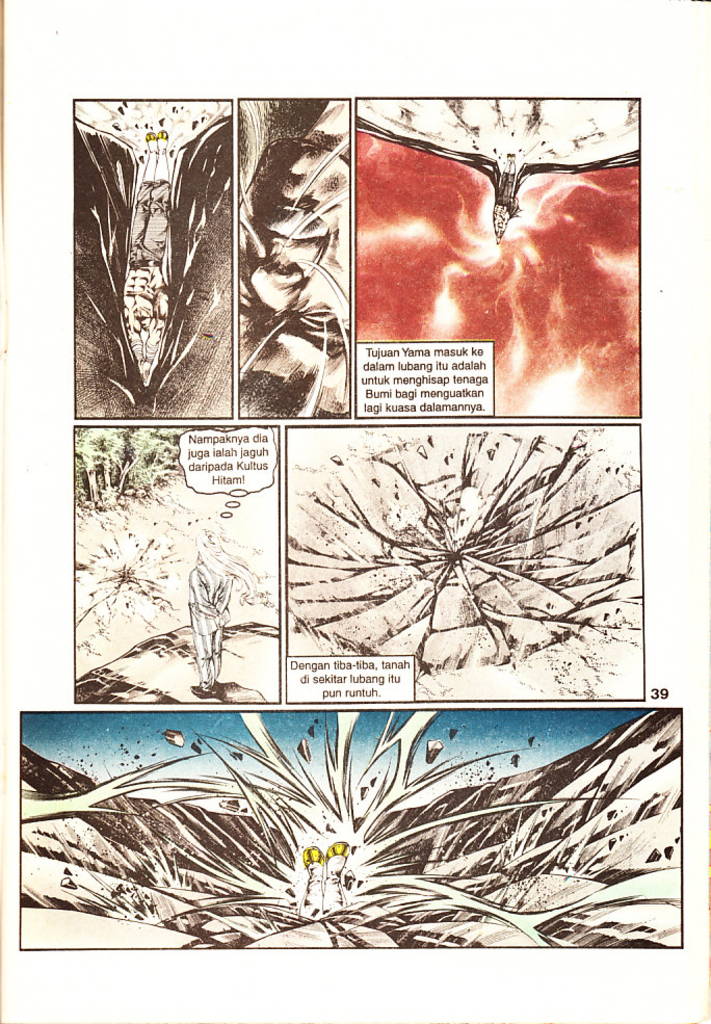 Tujuan Yama masuk ke
dalam lubang itu adalah
untuk menghisap tenaga
Bumi bagi menguatkan
lagi kuasa dalamannya.
Nampaknya dia
juga ialah jaguh
daripada Kultus
Hitam!
Dengan tiba-tiba, tanah
di sekitar lubang itu
pun runtuh.
39